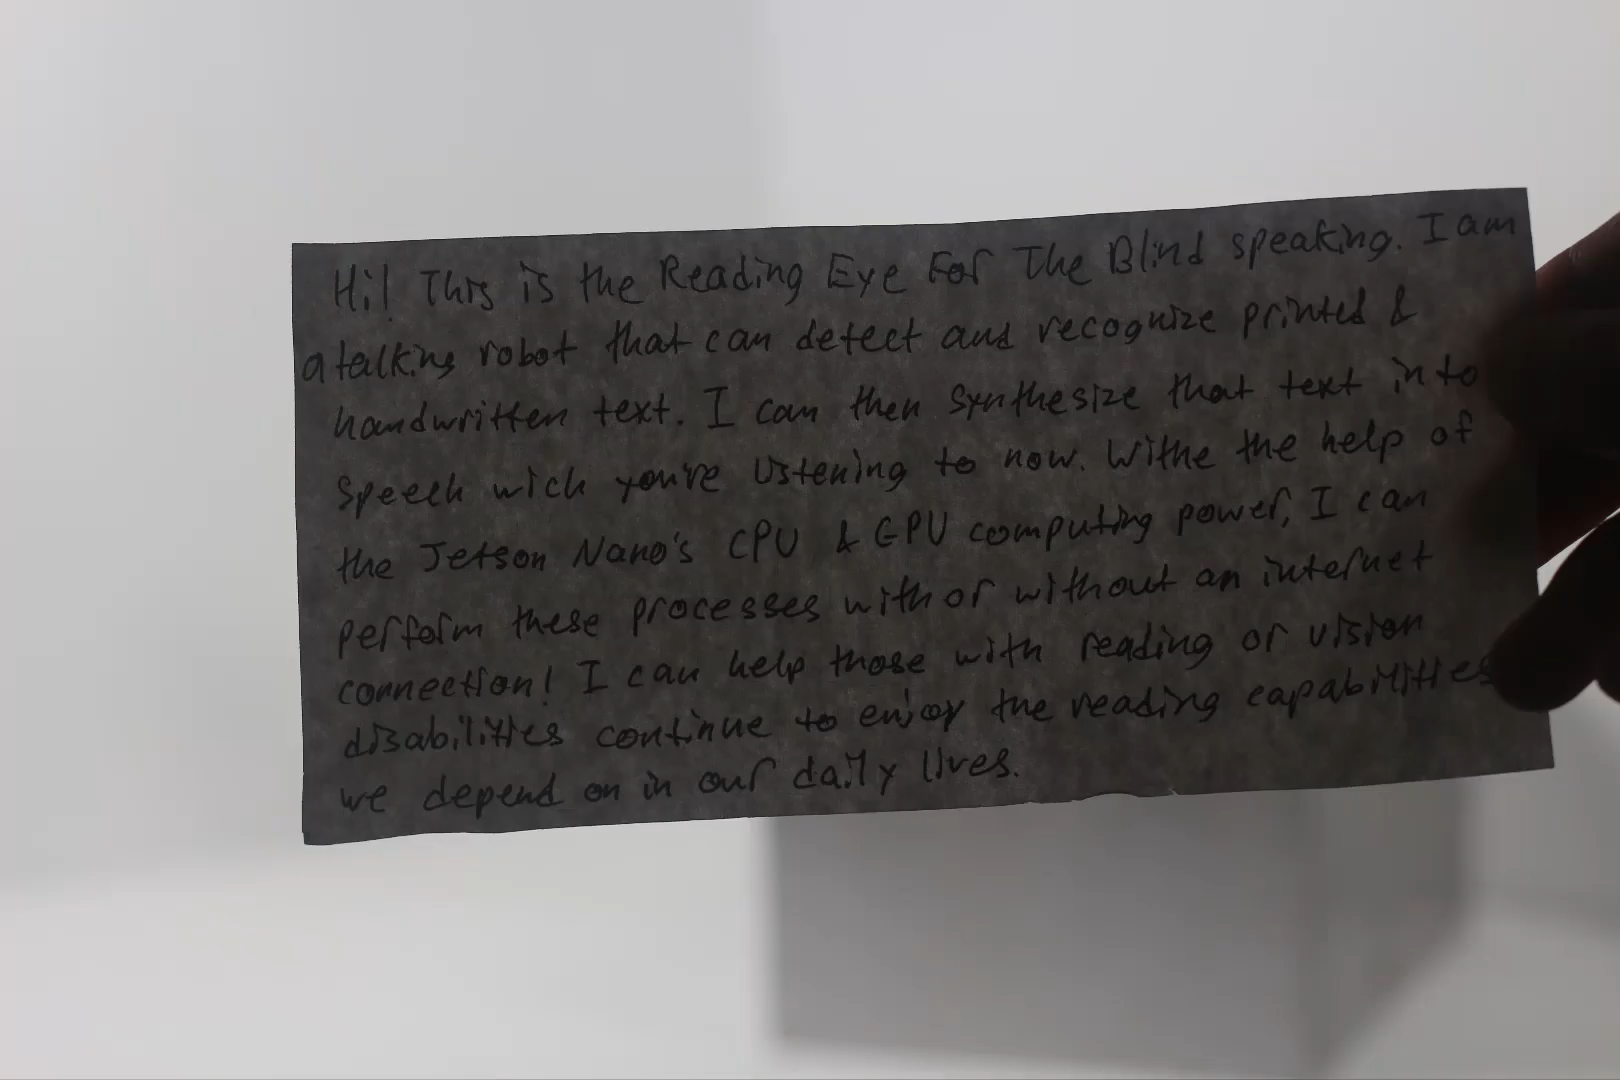 Hi! This is the Reading Eye For The Blind speaking. I am
a talking robot that can detect and recognize printed &
handwritten text. I can then synthesize that text into
speech wich you're listening to now. Withe the help of
the Jetson Nano's CPU & GPU computing power, I can
perform these processes with or without an internet
connection! I can help those with reading or vision
disabilities continue to enjoy the reading capabilities
we depend on in our daily lives.